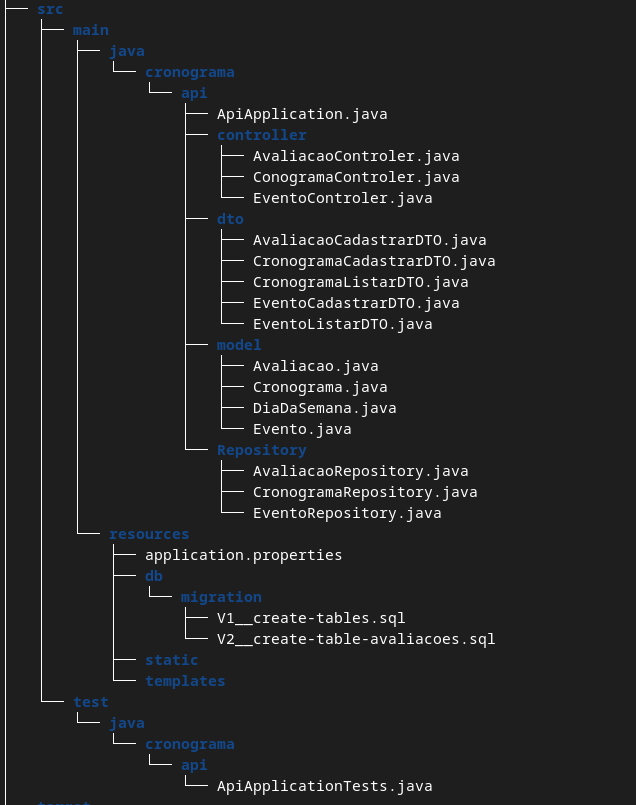 src
main
java
cronograma
api
ApiApplication.java
controller
AvaliacaoControler.java
ConogramaControler.java
EventoControler.java
dto
AvaliacaoCadastrarDTO.java
CronogramaCadastrarDTO.java
CronogramaListarDTO.java
EventoCadastrarDTO.java
EventoListarDTO.java
model
Avaliacao.java
Cronograma.java
DiaDaSemana.java
Evento.java
Repository
AvaliacaoRepository.java
CronogramaRepository.java
EventoRepository.java
resources
application.properties
db
migration
V1__create-tables.sql
V2__create-table-avaliacoes.sql
static
templates
test
java
cronograma
api
ApiApplicationTests.java